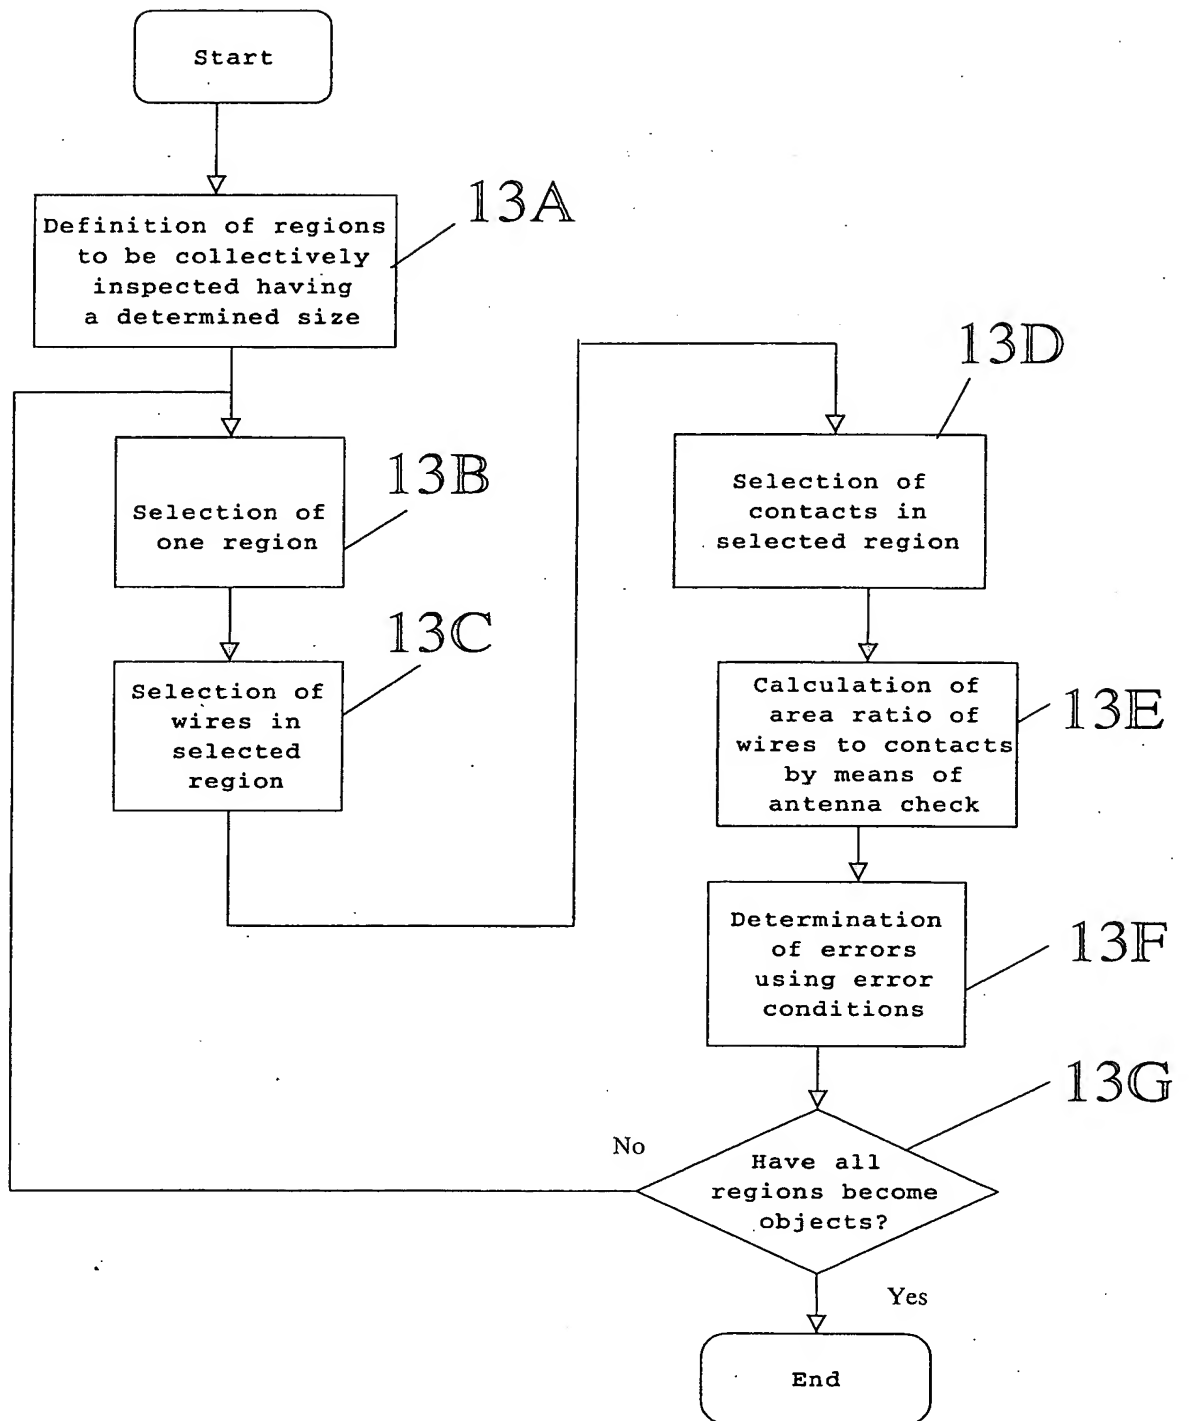 Start
Definition of regions
to be collectively
inspected having
a determined size
13A
Selection of
one region
13B
Selection of
wires in
selected
region
13C
Selection of
contacts in
selected region
13D
Calculation of
area ratio of
wires to contacts
by means of
antenna check
13E
Determination
of errors
using error
conditions
13F
Have all
regions become
objects?
13G
No
Yes
End